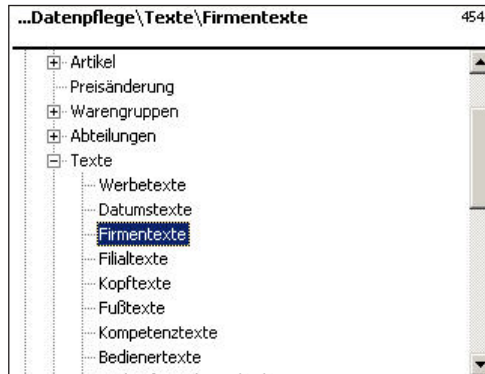 ...Datenpflege\Texte\Firmentexte 454
Artikel
Preisänderung
Warengruppen
Abteilungen
Texte
Werbetexte
Datumstexte
Firmentexte
Filialtexte
Kopftexte
Fußtexte
Kompetenztexte
Bedienertexte